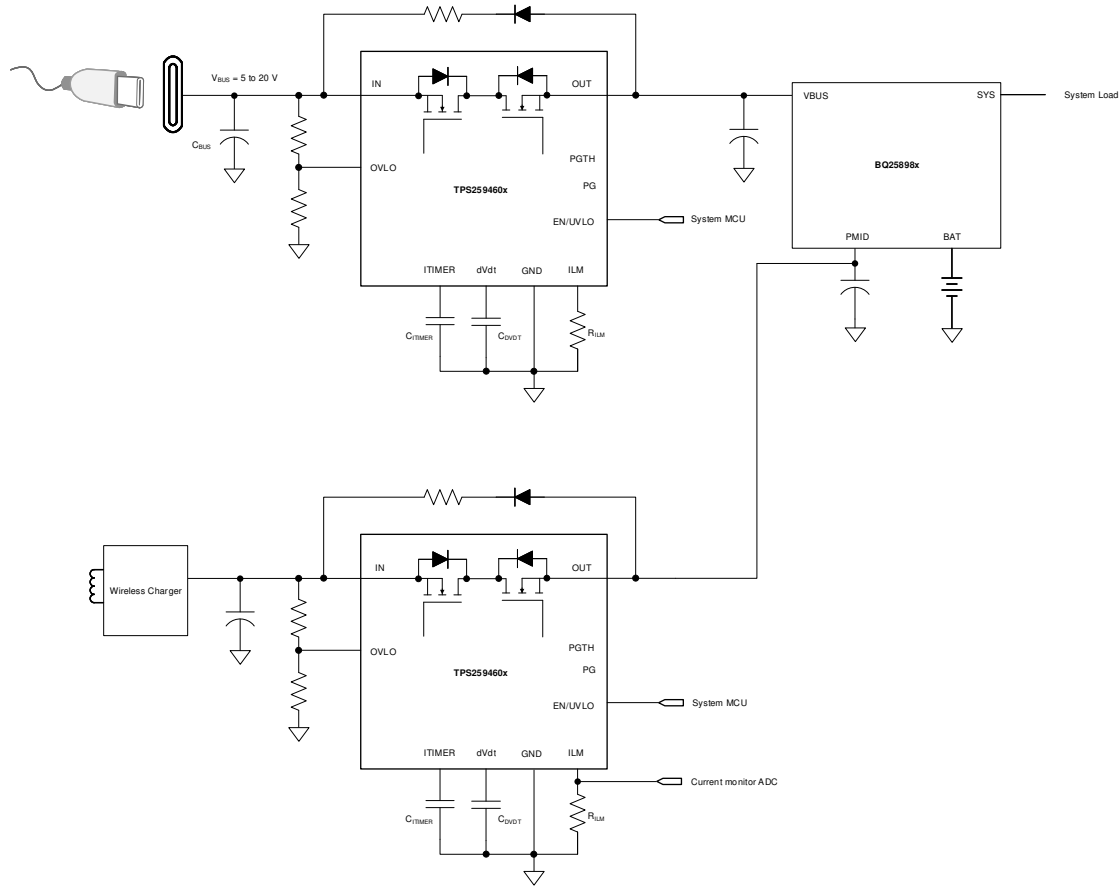 V_BUS = 5 to 20 V
C_BUS
IN
OUT
OVLO
PGTH
PG
TPS259460x
EN/UVLO
System MCU
ITIMER
dVdt
GND
ILM
C_ITIMER
C_DVDT
R_ILM
VBUS
SYS
System Load
BQ25898x
PMID
BAT
Wireless Charger
IN
OUT
OVLO
PGTH
PG
TPS259460x
EN/UVLO
System MCU
ITIMER
dVdt
GND
ILM
Current monitor ADC
C_ITIMER
C_DVDT
R_ILM